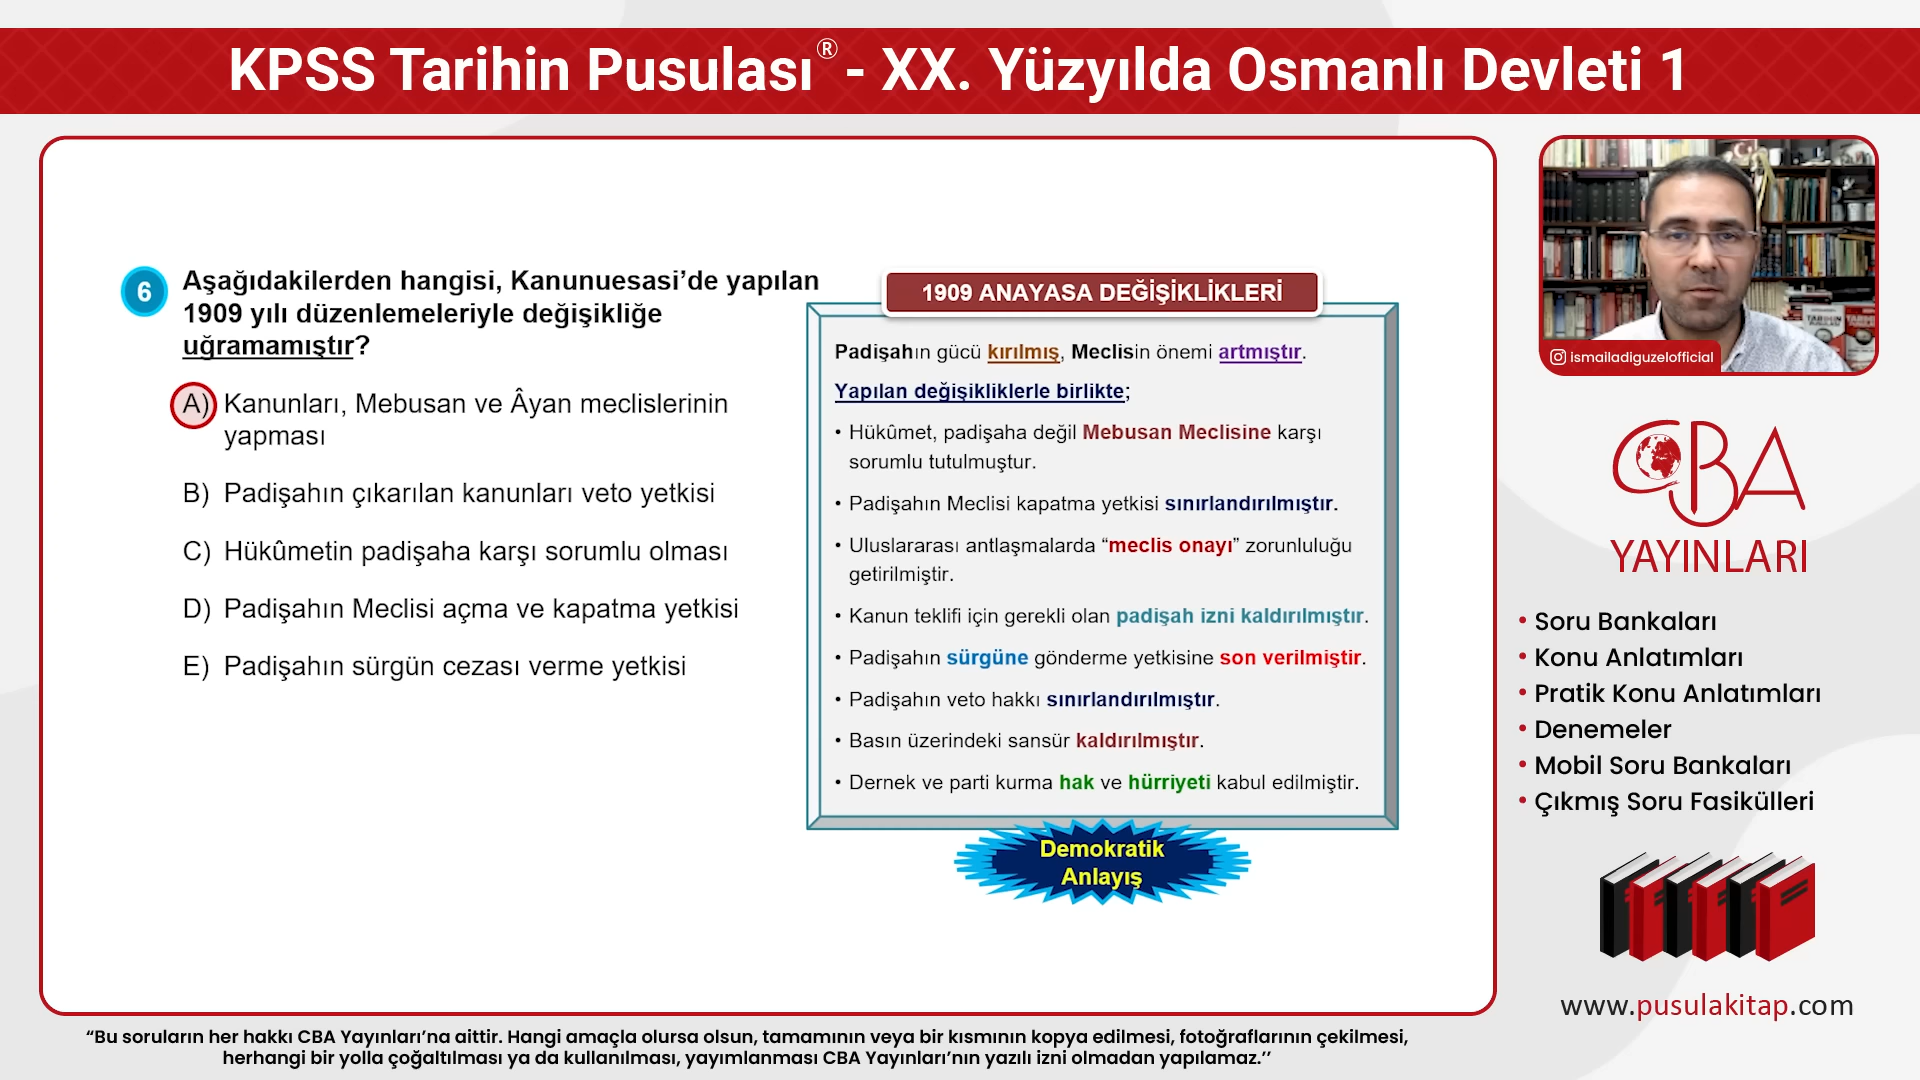 KPSS Tarihin Pusulası® - XX. Yüzyılda Osmanlı Devleti 1
6
Aşağıdakilerden hangisi, Kanunuesasi’de yapılan
1909 yılı düzenlemeleriyle değişikliğe
uğramamıştır?
A) Kanunları, Mebusan ve Âyan meclislerinin
yapması
B) Padişahın çıkarılan kanunları veto yetkisi
C) Hükûmetin padişaha karşı sorumlu olması
D) Padişahın Meclisi açma ve kapatma yetkisi
E) Padişahın sürgün cezası verme yetkisi
1909 ANAYASA DEĞİŞİKLİKLERİ
Padişahın gücü kırılmış, Meclisin önemi artmıştır.
Yapılan değişikliklerle birlikte;
• Hükûmet, padişaha değil Mebusan Meclisine karşı
sorumlu tutulmuştur.
• Padişahın Meclisi kapatma yetkisi sınırlandırılmıştır.
• Uluslararası antlaşmalarda “meclis onayı” zorunluluğu
getirilmiştir.
• Kanun teklifi için gerekli olan padişah izni kaldırılmıştır.
• Padişahın sürgüne gönderme yetkisine son verilmiştir.
• Padişahın veto hakkı sınırlandırılmıştır.
• Basın üzerindeki sansür kaldırılmıştır.
• Dernek ve parti kurma hak ve hürriyeti kabul edilmiştir.
Demokratik
Anlayış
ismailadiguzelofficial
CBA
YAYINLARI
• Soru Bankaları
• Konu Anlatımları
• Pratik Konu Anlatımları
• Denemeler
• Mobil Soru Bankaları
• Çıkmış Soru Fasikülleri
www.pusulakitap.com
“Bu soruların her hakkı CBA Yayınları’na aittir. Hangi amaçla olursa olsun, tamamının veya bir kısmının kopya edilmesi, fotoğraflarının çekilmesi,
herhangi bir yolla çoğaltılması ya da kullanılması, yayımlanması CBA Yayınları’nın yazılı izni olmadan yapılamaz.’’